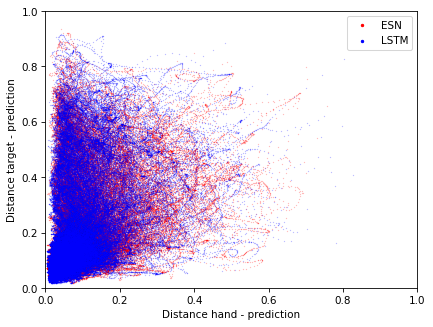 1.0
0.8
0.6
0.4
0.2
0.0
0.0 0.2 0.4 0.6 0.8 1.0
Distance target - prediction
Distance hand - prediction
ESN
LSTM